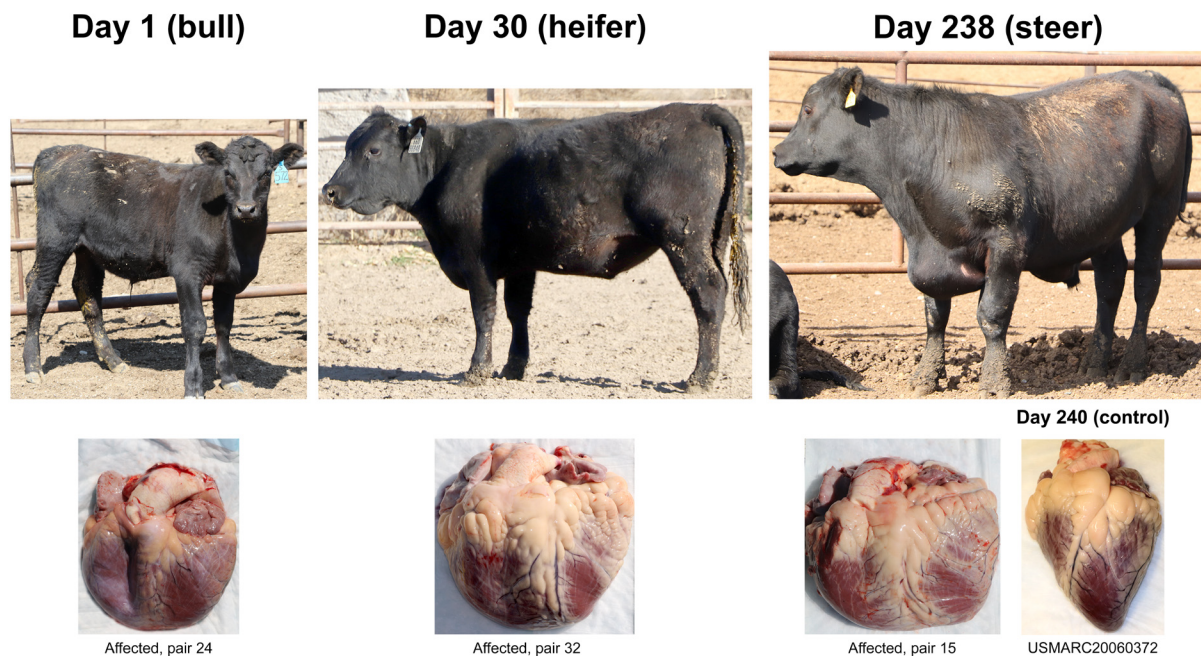 Day 1 (bull)
Day 30 (heifer)
Day 238 (steer)
Day 240 (control)
Affected, pair 24
Affected, pair 32
Affected, pair 15
USMARC20060372